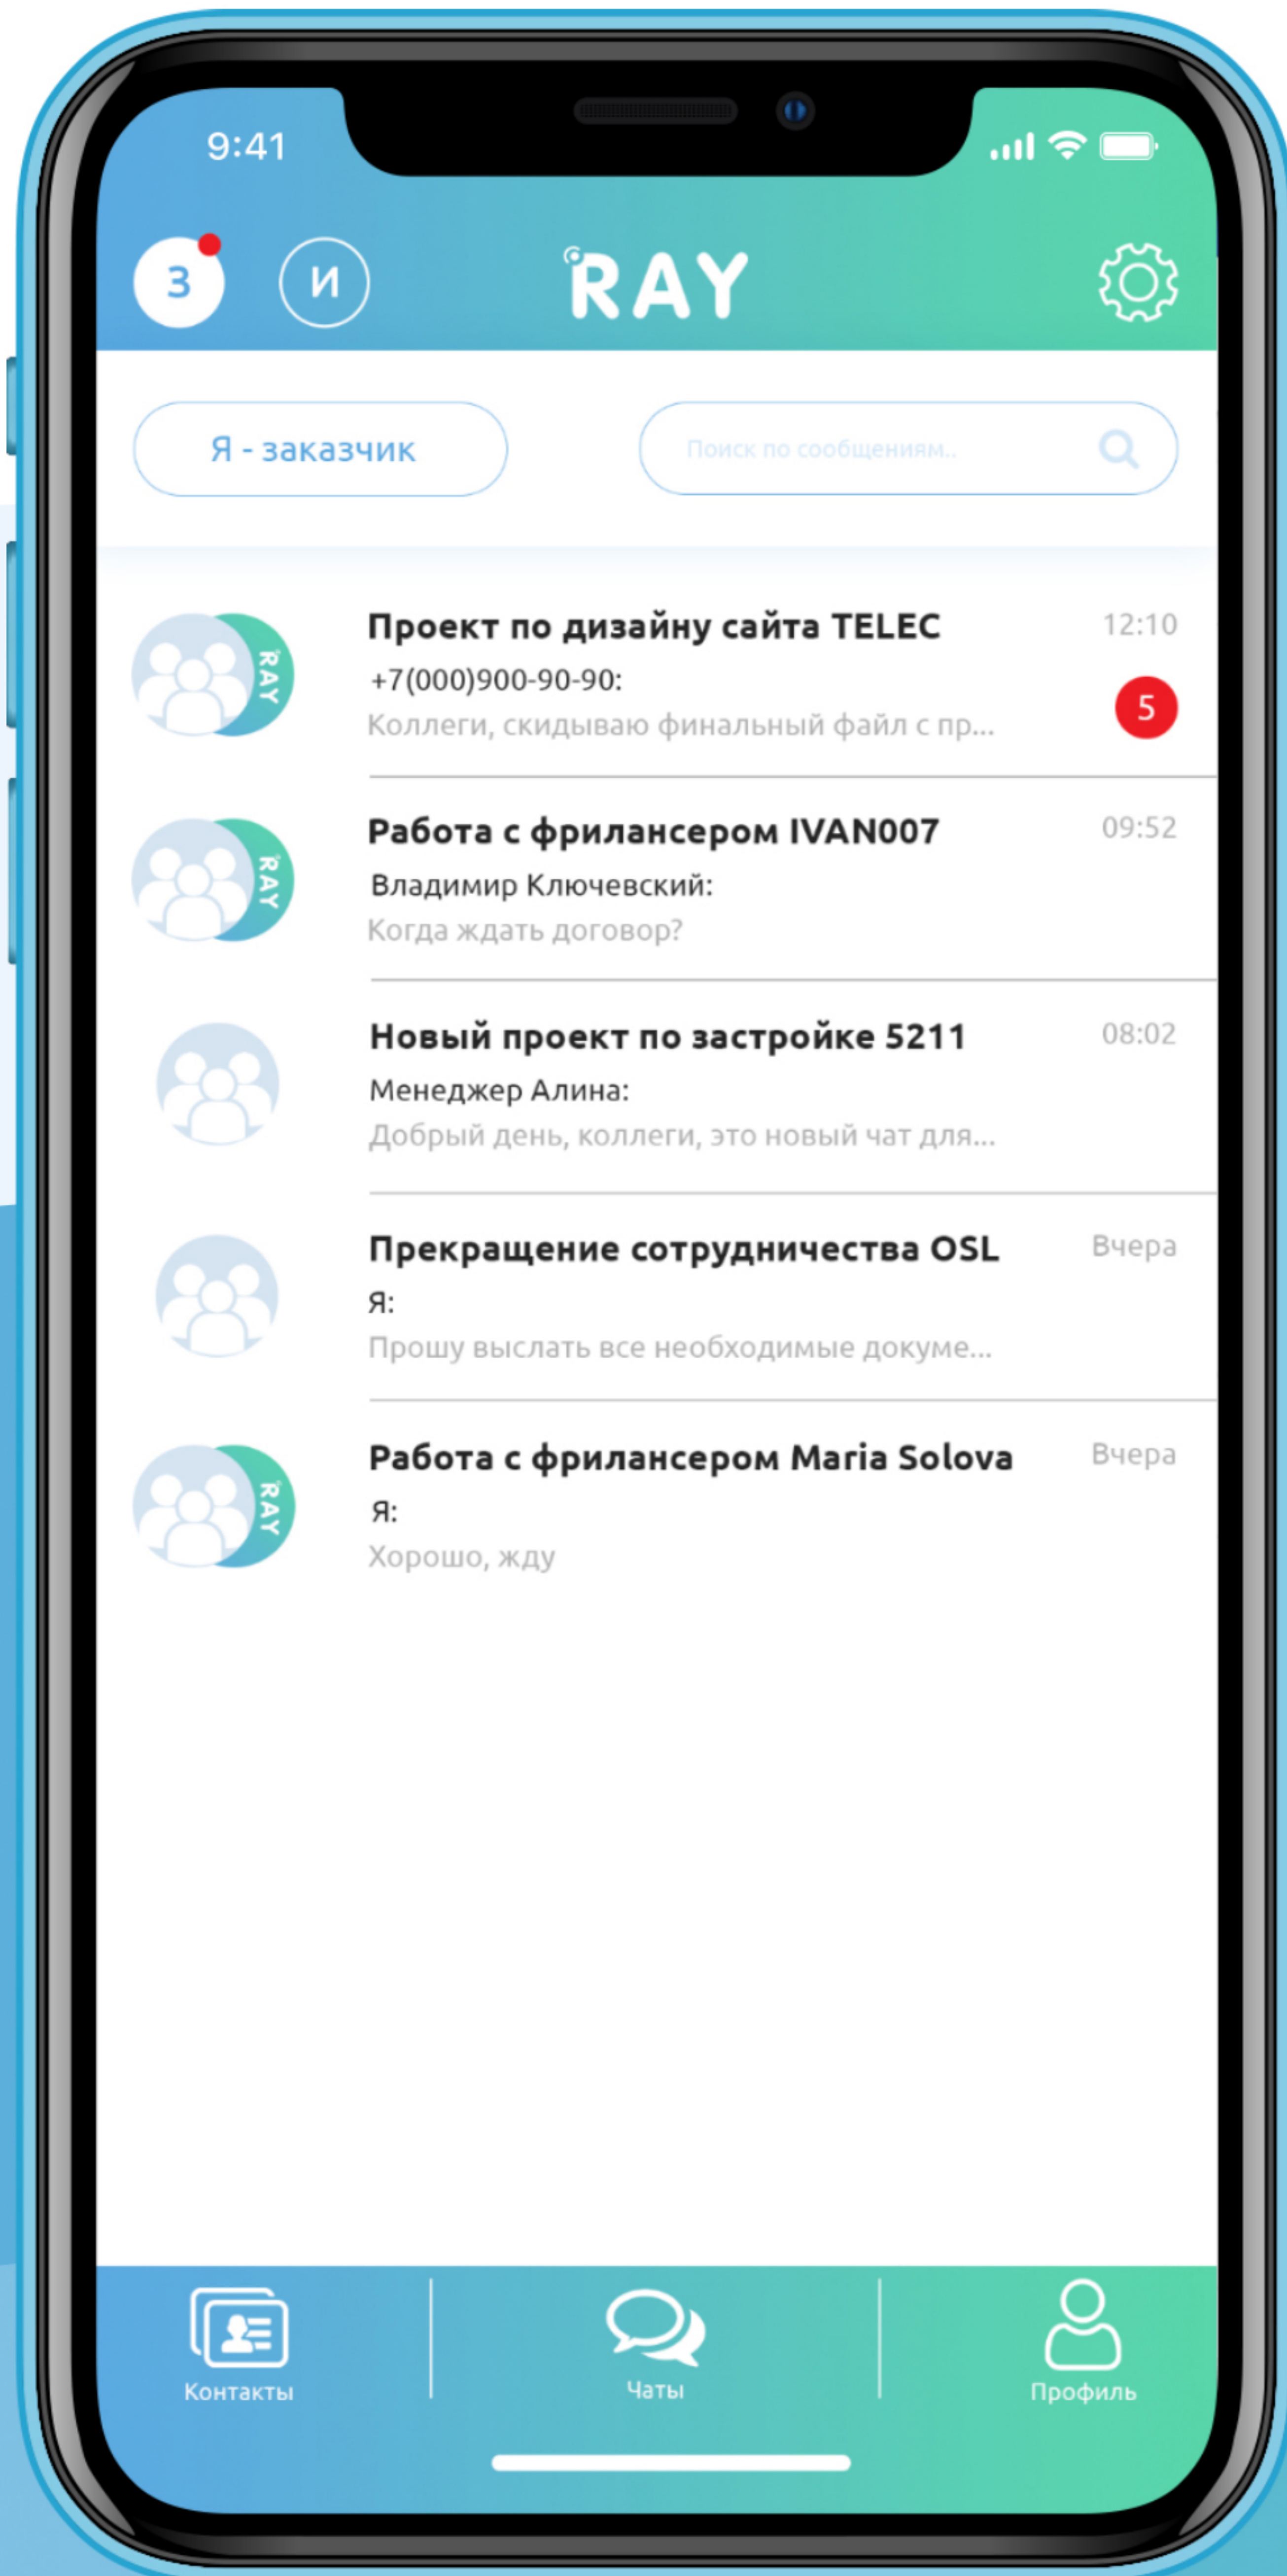 9:41
З И RAY
Я - заказчик Поиск по сообщениям..
RAY
Проект по дизайну сайта TELEC 12:10
+7(000)900-90-90:
Коллеги, скидываю финальный файл с пр... 5
RAY
Работа с фрилансером IVAN007 09:52
Владимир Ключевский:
Когда ждать договор?
Новый проект по застройке 5211 08:02
Менеджер Алина:
Добрый день, коллеги, это новый чат для...
Прекращение сотрудничества OSL Вчера
Я:
Прошу выслать все необходимые докуме...
RAY
Работа с фрилансером Maria Solova Вчера
Я:
Хорошо, жду
Контакты Чаты Профиль